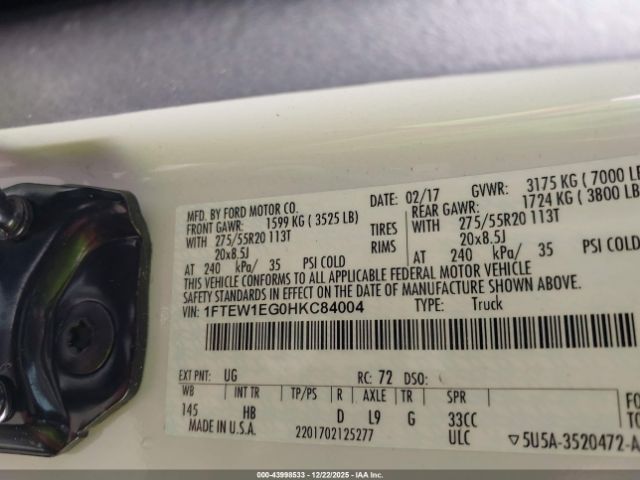 MFD. BY FORD MOTOR CO. DATE: 02/17 GVWR: 3175 KG ( 7000 LB
FRONT GAWR: 1599 KG ( 3525 LB) REAR GAWR: 1724 KG ( 3800 LB
WITH 275/55R20 113T TIRES WITH 275/55R20 113T
20x8.5J RIMS 20x8.5J
AT 240 kPa/ 35 PSI COLD AT 240 kPa/ 35 PSI COLD
THIS VEHICLE CONFORMS TO ALL APPLICABLE FEDERAL MOTOR VEHICLE
SAFETY STANDARDS IN EFFECT ON THE DATE OF MANUFACTURE SHOWN ABOVE.
VIN: 1FTEW1EG0HKC84004 TYPE: Truck
EXT PNT: UG RC: 72 DSO:
WB INT TR TP/PS R AXLE TR SPR
145 HB D L9 G 33CC
MADE IN U.S.A. 2201702125277 ULC ▽5U5A-3520472-A
000-43998533 - 12/22/2025 - IAA Inc.